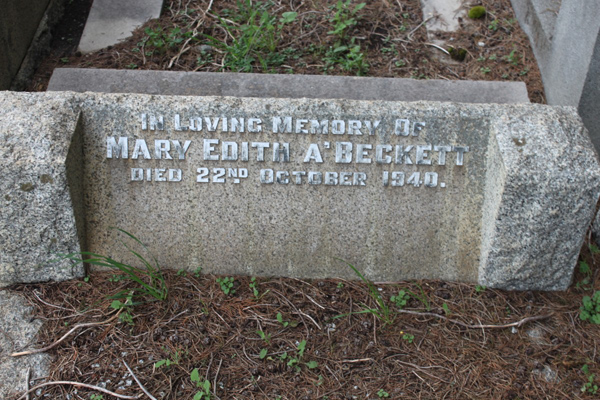 In Loving Memory Of
Mary Edith A'Beckett
Died 22nd October 1940.